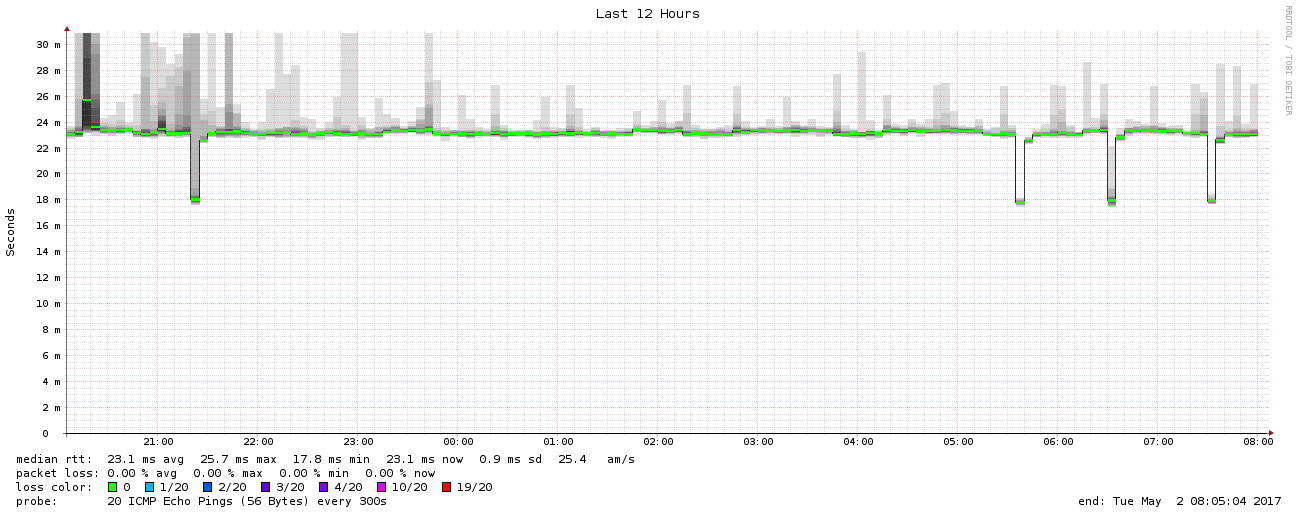 Last 12 Hours
RRDTOOL / TOBI OETIKER
Seconds
30 m
28 m
26 m
24 m
22 m
20 m
18 m
16 m
14 m
12 m
10 m
8 m
6 m
4 m
2 m
0
21:00 22:00 23:00 00:00 01:00 02:00 03:00 04:00 05:00 06:00 07:00 08:00
median rtt: 23.1 ms avg 25.7 ms max 17.8 ms min 23.1 ms now 0.9 ms sd 25.4 am/s
packet loss: 0.00 % avg 0.00 % max 0.00 % min 0.00 % now
loss color: 0 1/20 2/20 3/20 4/20 10/20 19/20
probe: 20 ICMP Echo Pings (56 Bytes) every 300s end: Tue May 2 08:05:04 2017